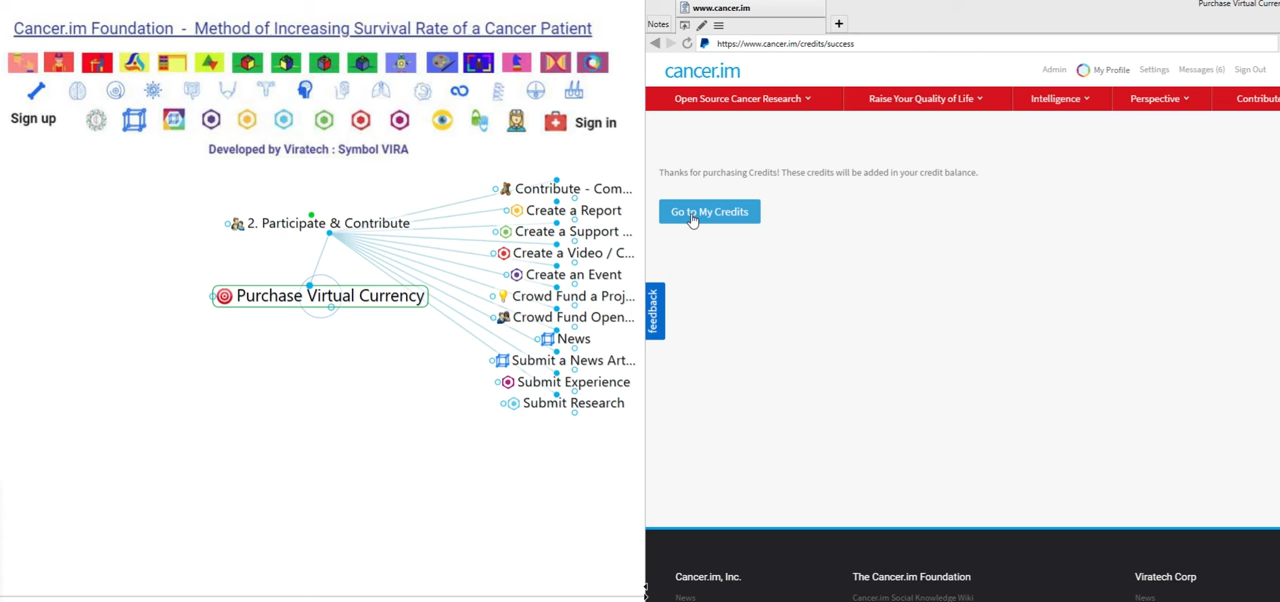 Cancer.im Foundation - Method of Increasing Survival Rate of a Cancer Patient
Sign up
Sign in
Developed by Viratech : Symbol VIRA
2. Participate & Contribute
Purchase Virtual Currency
Contribute - Com...
Create a Report
Create a Support ...
Create a Video / C...
Create an Event
Crowd Fund a Proj...
Crowd Fund Open...
News
Submit a News Art...
Submit Experience
Submit Research
www.cancer.im
Purchase Virtual Curren
Notes
https://www.cancer.im/credits/success
cancer.im
Admin My Profile Settings Messages (6) Sign Out
Open Source Cancer Research Raise Your Quality of Life Intelligence Perspective Contribut
Thanks for purchasing Credits! These credits will be added in your credit balance.
Go to My Credits
feedback
Cancer.im, Inc. The Cancer.im Foundation Viratech Corp
News Cancer.im Social Knowledge Wiki News